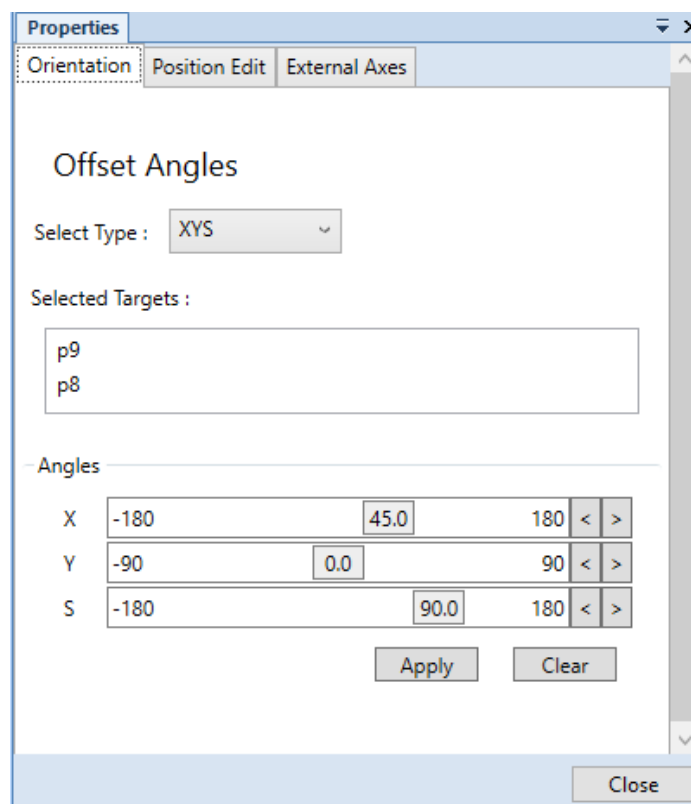 Properties
Orientation Position Edit External Axes
Offset Angles
Select Type : XYS
Selected Targets :
p9
p8
Angles
X -180 45.0 180 < >
Y -90 0.0 90 < >
S -180 90.0 180 < >
Apply Clear
Close